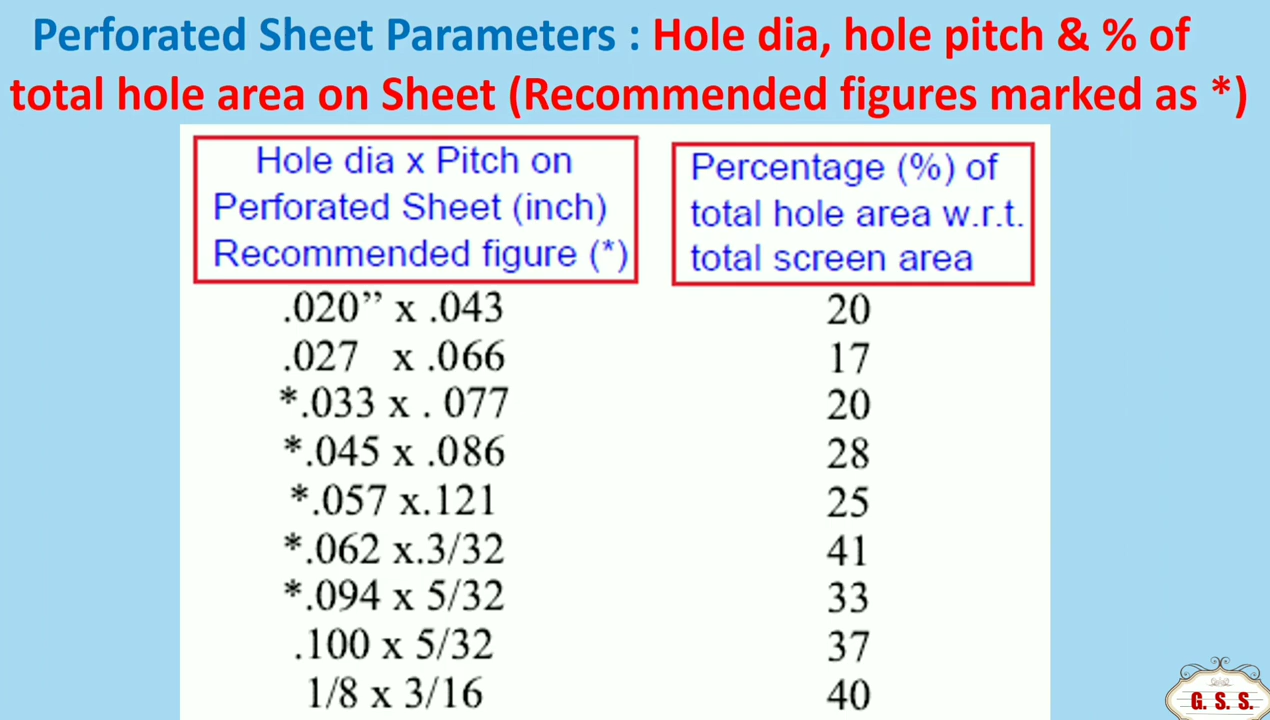 Perforated Sheet Parameters : Hole dia, hole pitch & % of
total hole area on Sheet (Recommended figures marked as *)
Hole dia x Pitch on
Perforated Sheet (inch)
Recommended figure (*)
Percentage (%) of
total hole area w.r.t.
total screen area
.020” x .043 20
.027 x .066 17
*.033 x . 077 20
*.045 x .086 28
*.057 x.121 25
*.062 x.3/32 41
*.094 x 5/32 33
.100 x 5/32 37
1/8 x 3/16 40
G. S. S.